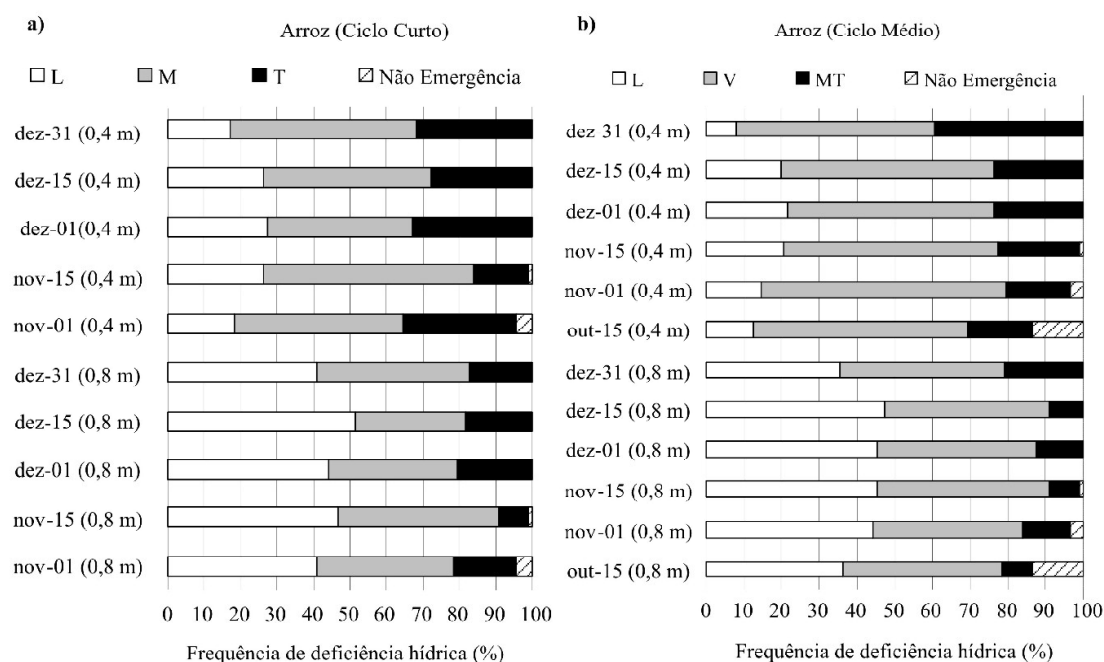 a)
Arroz (Ciclo Curto)
L M T Não Emergência
dez-31 (0,4 m)
dez-15 (0,4 m)
dez-01(0,4 m)
nov-15 (0,4 m)
nov-01 (0,4 m)
dez-31 (0,8 m)
dez-15 (0,8 m)
dez-01 (0,8 m)
nov-15 (0,8 m)
nov-01 (0,8 m)
0 10 20 30 40 50 60 70 80 90 100
Frequência de deficiência hídrica (%)
b)
Arroz (Ciclo Médio)
L V MT Não Emergência
dez 31 (0,4 m)
dez-15 (0,4 m)
dez-01 (0.4 m)
nov-15 (0,4 m)
nov-01 (0,4 m)
out-15 (0,4 m)
dez-31 (0,8 m)
dez-15 (0,8 m)
dez-01 (0,8 m)
nov-15 (0,8 m)
nov-01 (0,8 m)
out-15 (0,8 m)
0 10 20 30 40 50 60 70 80 90 100
Frequência de deficiência hídrica (%)